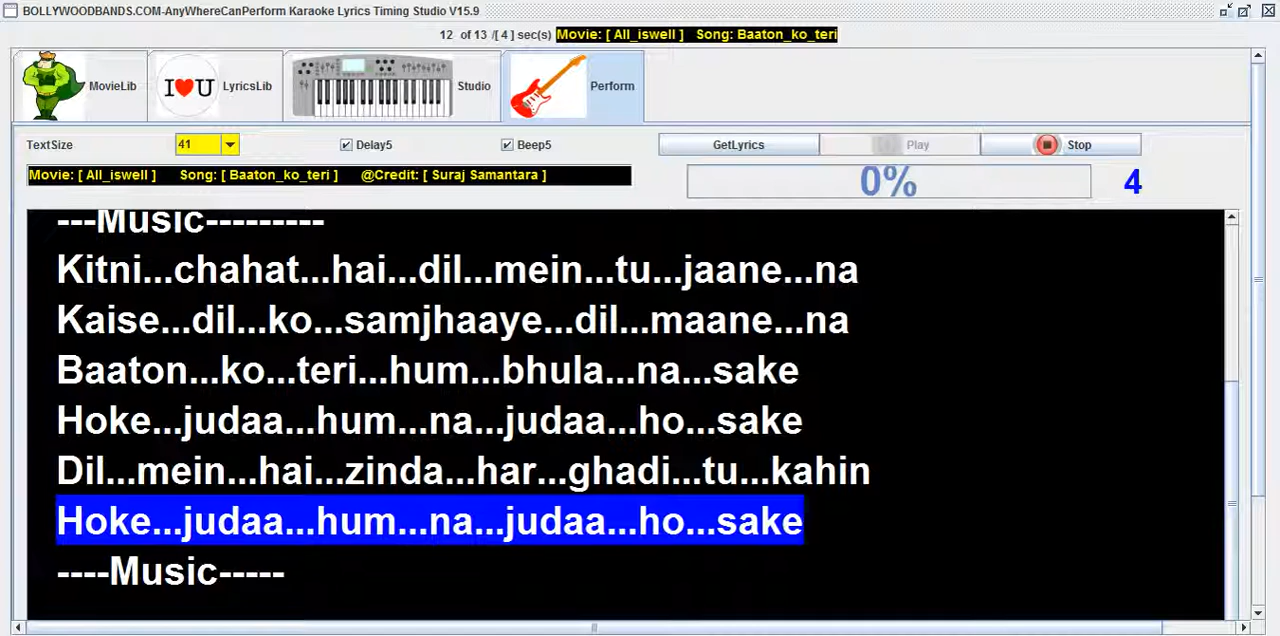 BOLLYWOODBANDS.COM-AnyWhereCanPerform Karaoke Lyrics Timing Studio V15.9
12 of 13 /[ 4 ] sec(s) Movie: [ All_iswell ] Song: Baaton_ko_teri
MovieLib I♥U LyricsLib Studio Perform
TextSize 41 Delay5 Beep5 GetLyrics Play Stop
Movie: [ All_iswell ] Song: [ Baaton_ko_teri ] @Credit: [ Suraj Samantara ] 0% 4
---Music---------
Kitni...chahat...hai...dil...mein...tu...jaane...na
Kaise...dil...ko...samjhaaye...dil...maane...na
Baaton...ko...teri...hum...bhula...na...sake
Hoke...judaa...hum...na...judaa...ho...sake
Dil...mein...hai...zinda...har...ghadi...tu...kahin
Hoke...judaa...hum...na...judaa...ho...sake
----Music-----